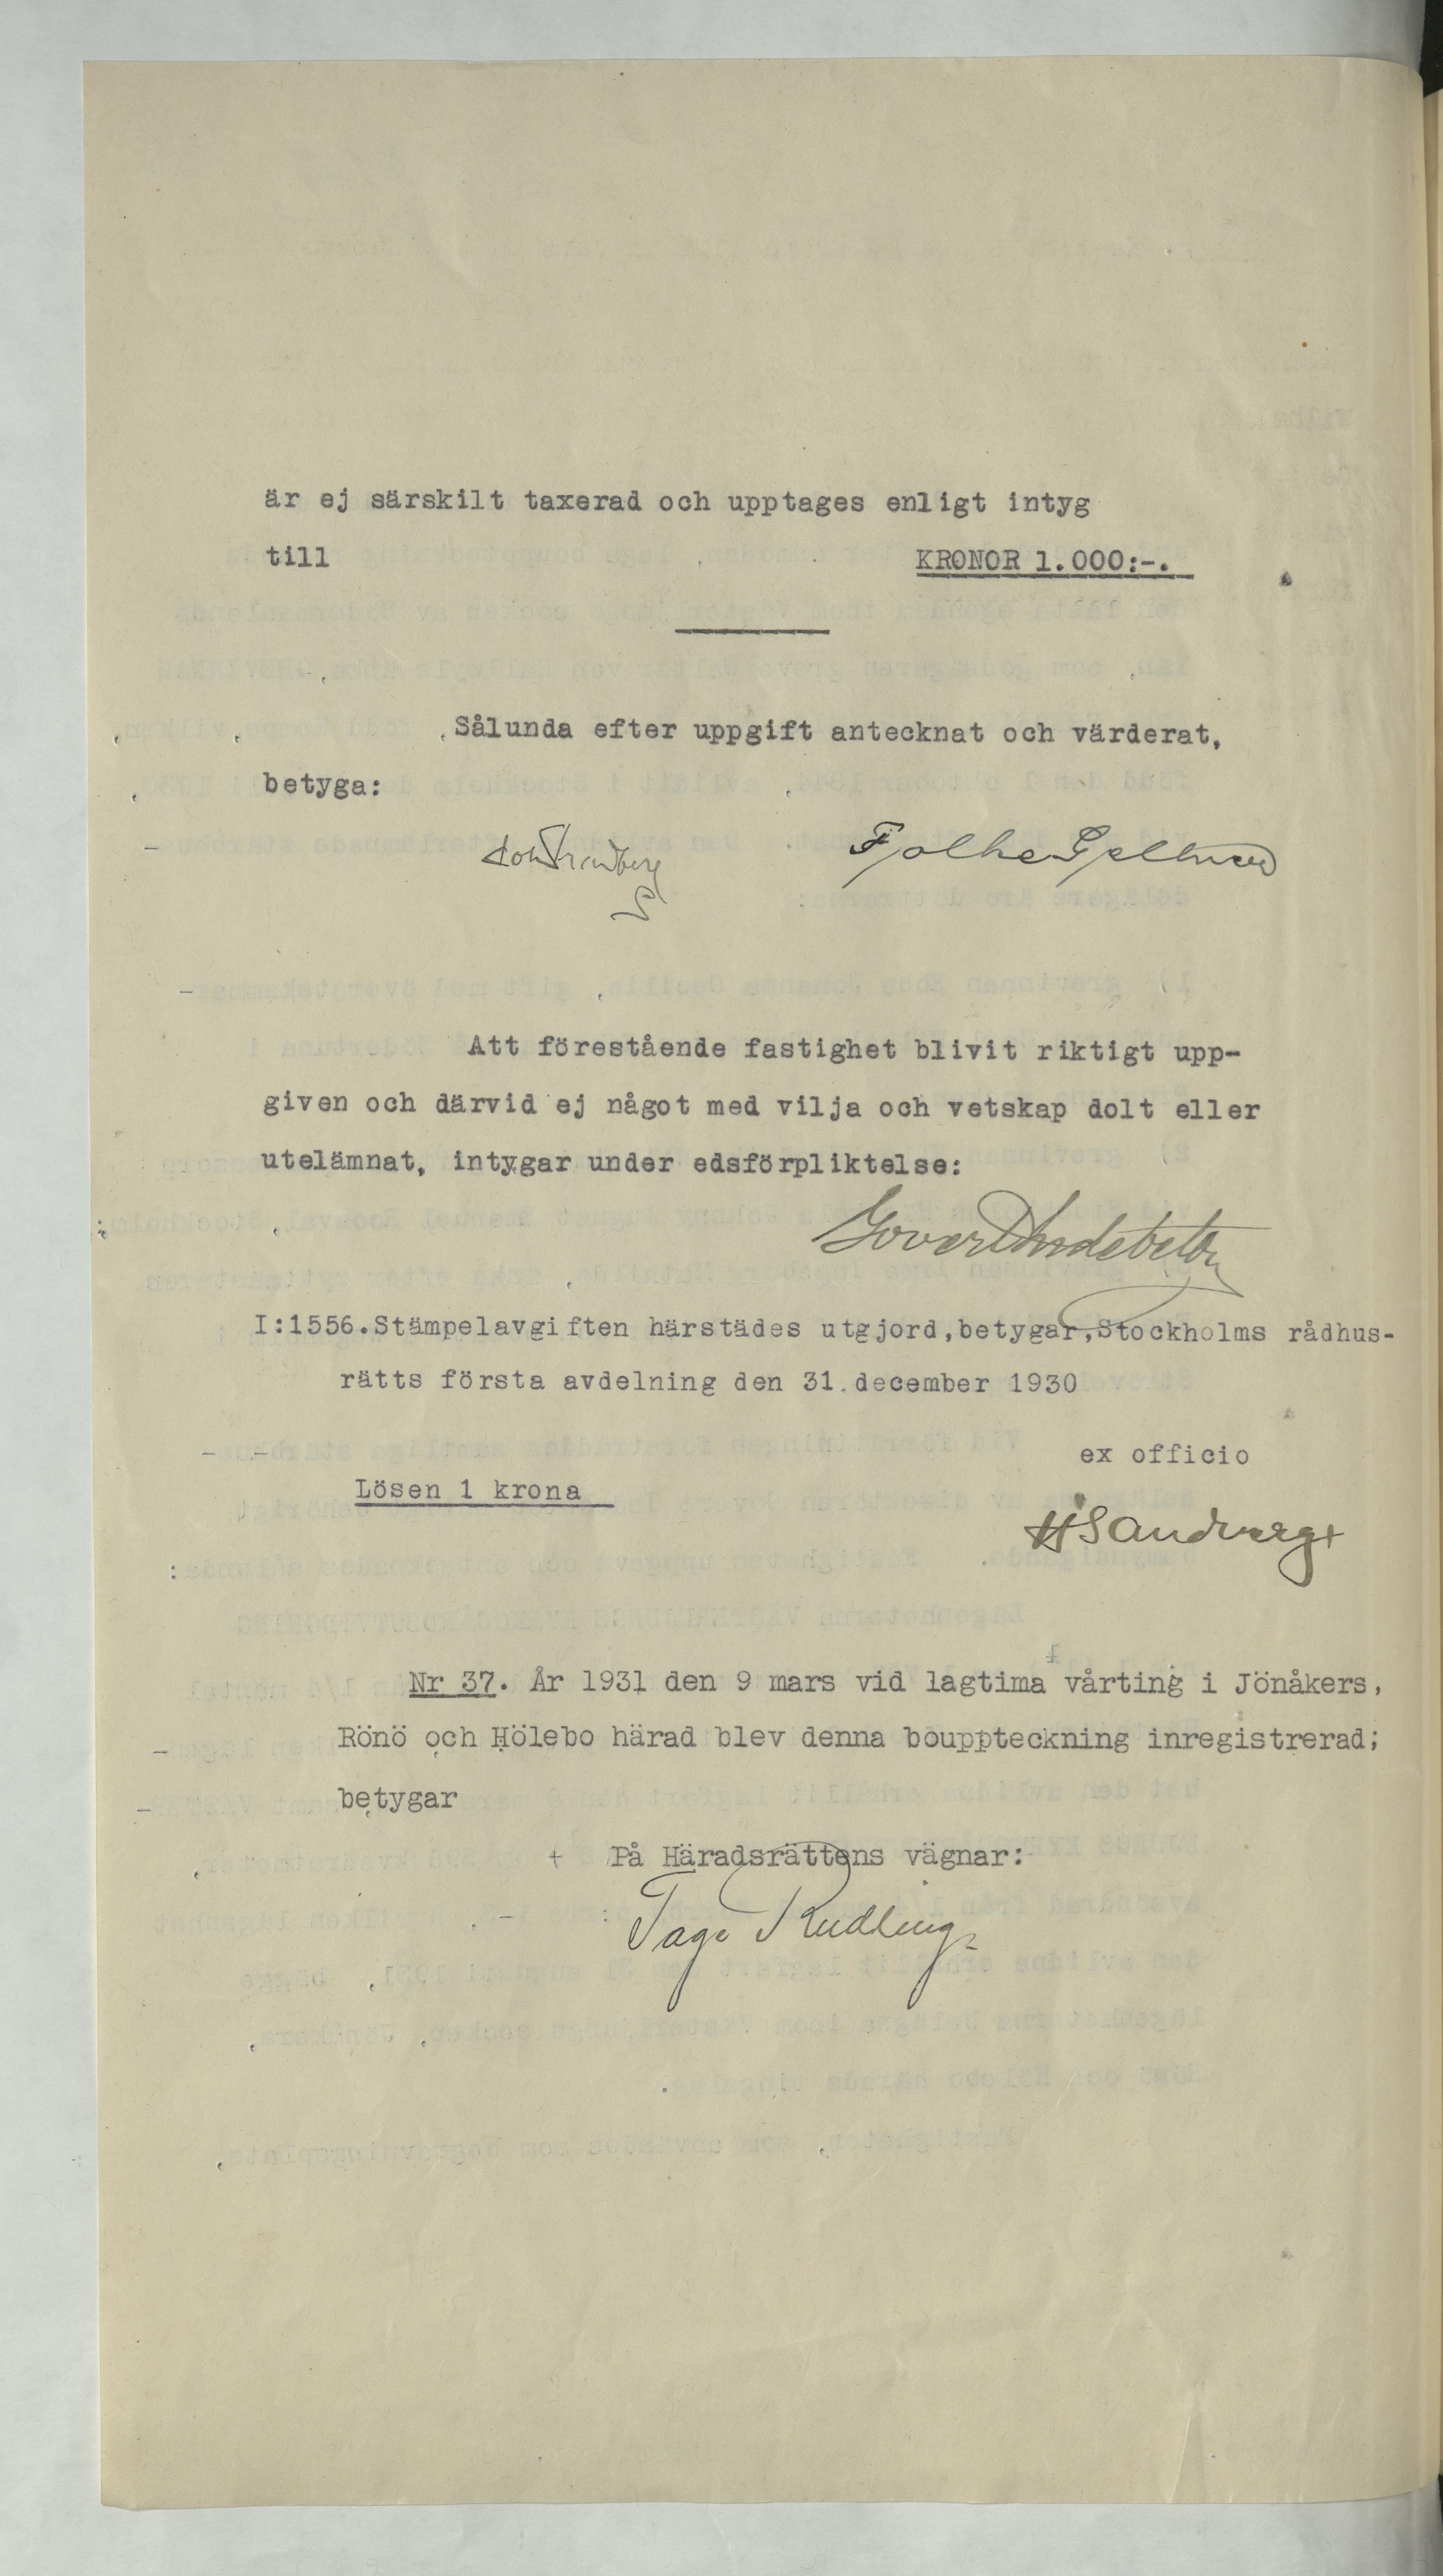 är ej särskilt taxerad och upptages enligt intyg
till KRONOR 1.000:-.
Sålunda efter uppgift antecknat och värderat,
betyga:
Folke
Att förestående fastighet blivit riktigt upp-
given och därvid ej något med vilja och vetskap dolt eller
utelämnat, intygar under edsförpliktelse:
Govert Indebetou
I:1556.Stämpelavgiften härstädes utgjord,betygar,Stockholms rådhus-
rätts första avdelning den 31.december 1930
ex officio
Lösen 1 krona
HSandberg
Nr 37. År 1931 den 9 mars vid lagtima vårting i Jönåkers,
Rönö och Hölebo härad blev denna bouppteckning inregistrerad;
betygar
På Häradsrättens vägnar:
Tage Rudling